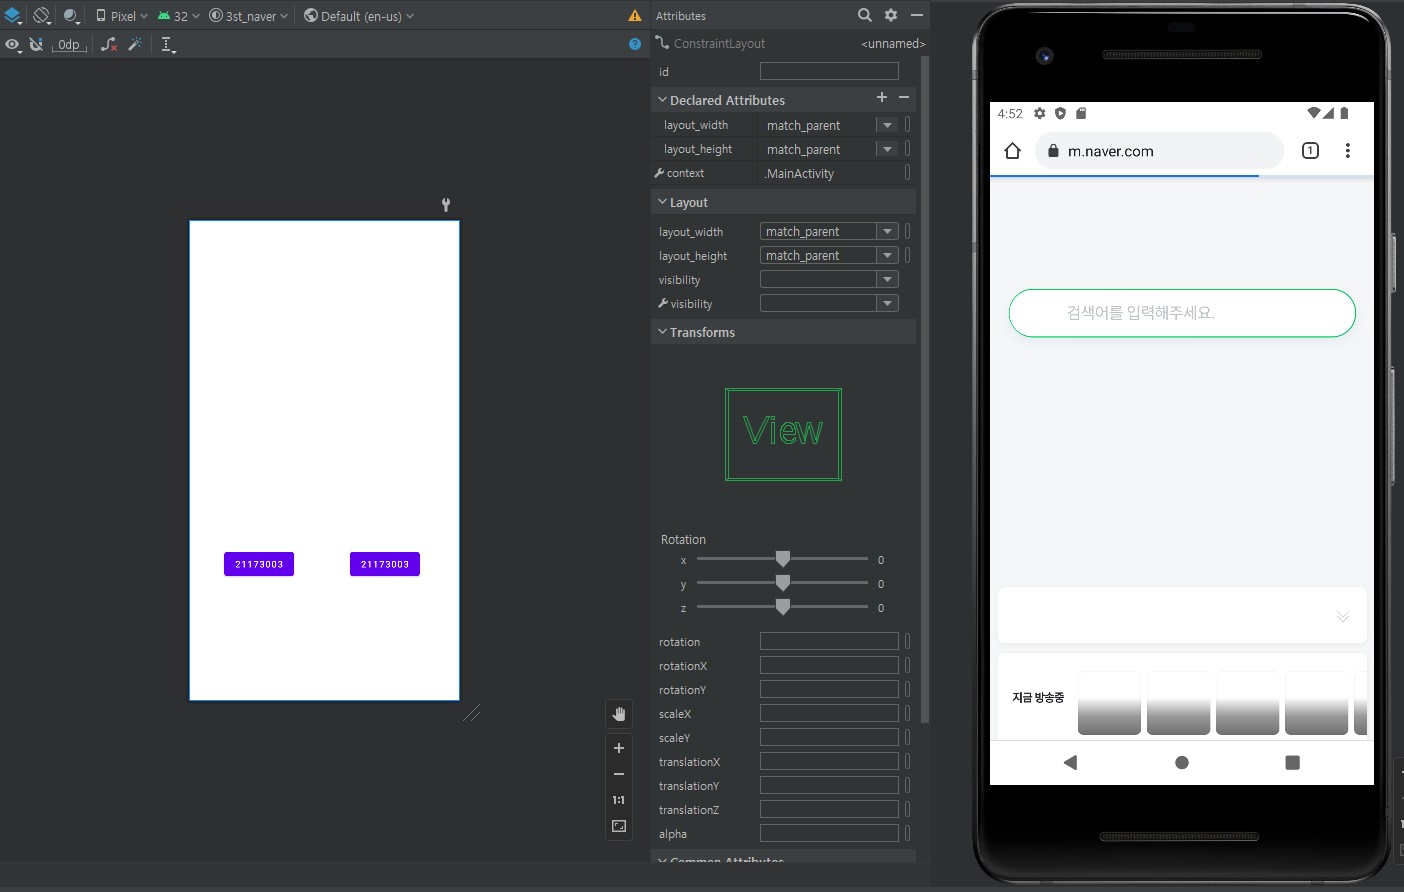 Pixel
32
3st_naver
Default (en-us)
0dp
21173003
21173003
1:1
Attributes
ConstraintLayout
<unnamed>
id
Declared Attributes
layout_width
match_parent
layout_height
match_parent
context
.MainActivity
Layout
layout_width
match_parent
layout_height
match_parent
visibility
visibility
Transforms
View
Rotation
x
0
y
0
z
0
rotation
rotationX
rotationY
scaleX
scaleY
translationX
translationY
translationZ
alpha
Common Attributes
4:52
m.naver.com
1
검색어를 입력해주세요.
지금 방송중